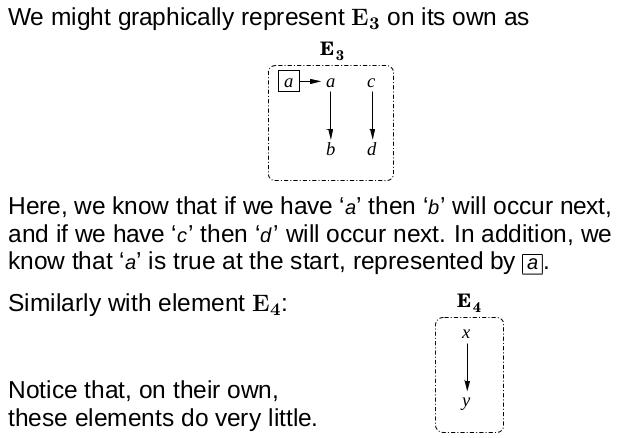 We might graphically represent E₃ on its own as
E₃
a a c
b d
Here, we know that if we have ‘a’ then ‘b’ will occur next,
and if we have ‘c’ then ‘d’ will occur next. In addition, we
know that ‘a’ is true at the start, represented by a.
Similarly with element E₄:
E₄
x
y
Notice that, on their own,
these elements do very little.